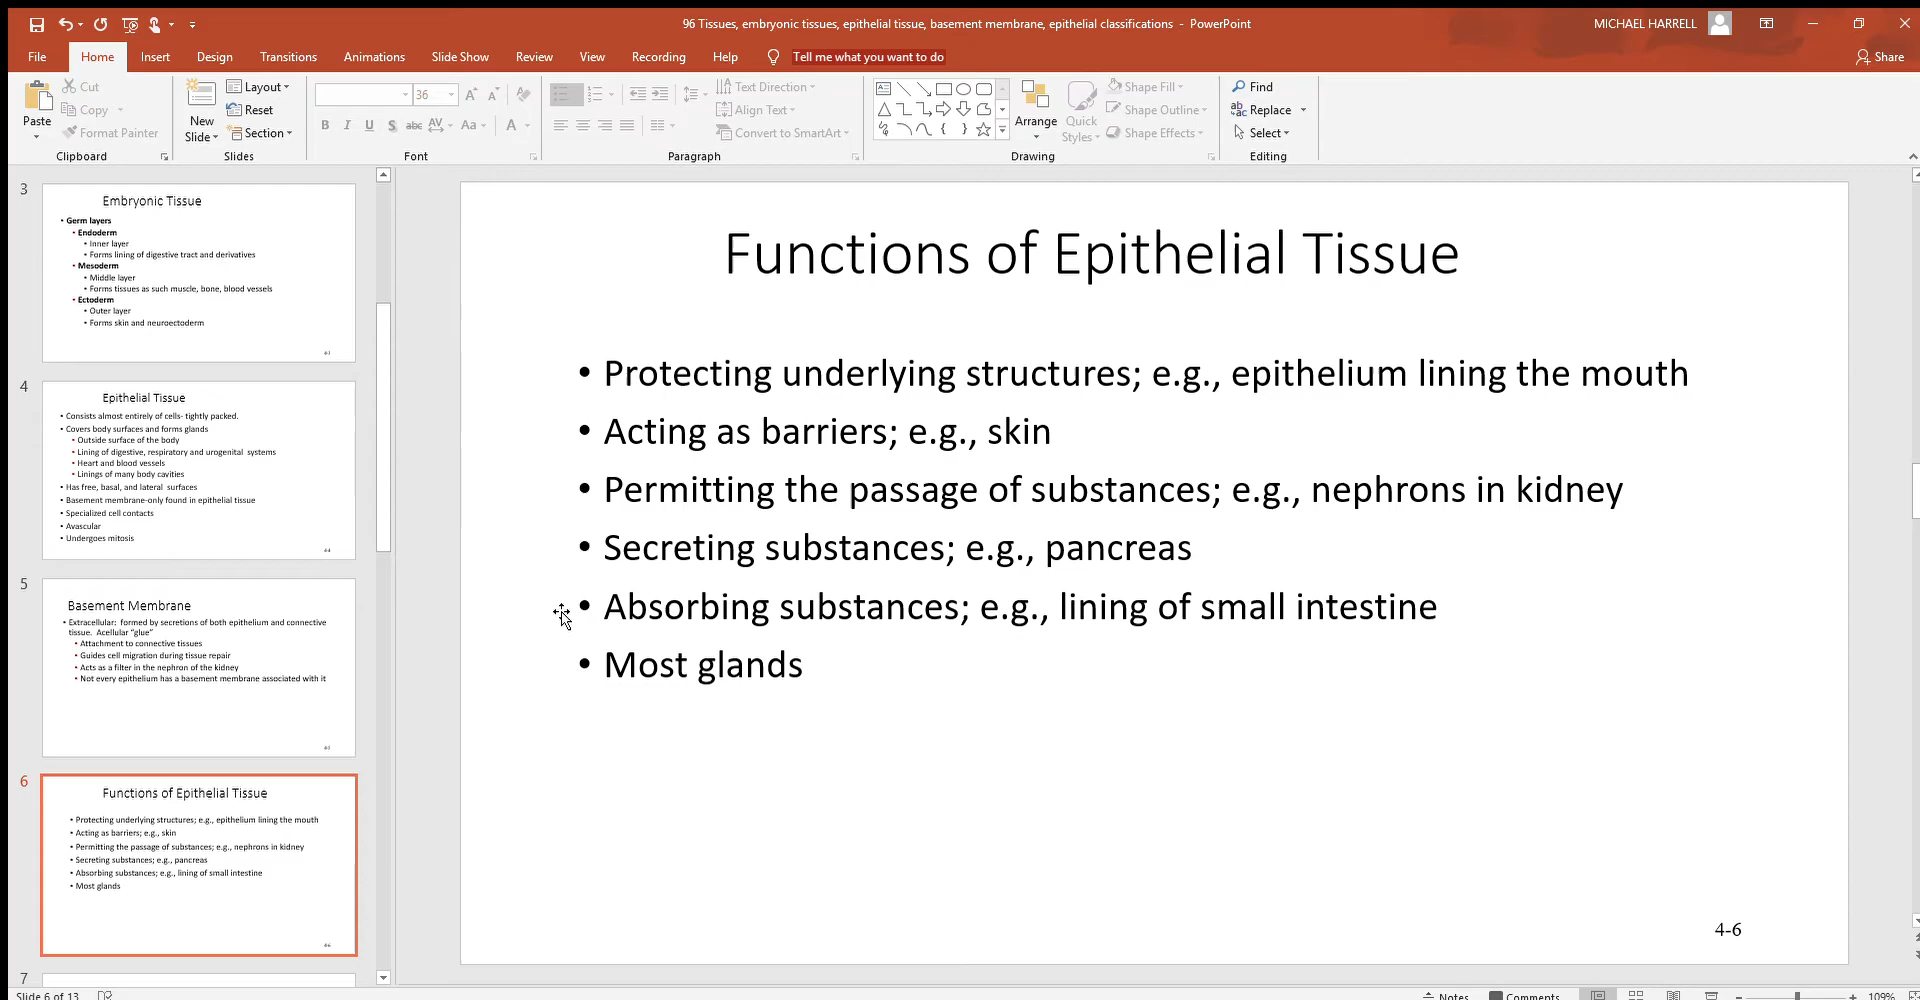 96 Tissues, embryonic tissues, epithelial tissue, basement membrane, epithelial classifications - PowerPoint
MICHAEL HARRELL
File Home Insert Design Transitions Animations Slide Show Review View Recording Help Tell me what you want to do Share
Paste
Cut
Copy
Format Painter
Clipboard
New
Slide
Layout
Reset
Section
Slides
36
B I U S abc AV Aa A
Font
Text Direction
Align Text
Convert to SmartArt
Paragraph
Arrange
Quick
Styles
Shape Fill
Shape Outline
Shape Effects
Drawing
Find
Replace
Select
Editing
3
Embryonic Tissue
• Germ layers
• Endoderm
• Inner layer
• Forms lining of digestive tract and derivatives
• Mesoderm
• Middle layer
• Forms tissues as such muscle, bone, blood vessels
• Ectoderm
• Outer layer
• Forms skin and neuroectoderm
4
Epithelial Tissue
• Consists almost entirely of cells- tightly packed.
• Covers body surfaces and forms glands
• Outside surface of the body
• Lining of digestive, respiratory and urogenital systems
• Heart and blood vessels
• Linings of many body cavities
• Has free, basal, and lateral surfaces
• Basement membrane-only found in epithelial tissue
• Specialized cell contacts
• Avascular
• Undergoes mitosis
5
Basement Membrane
• Extracellular: formed by secretions of both epithelium and connective
tissue. Acellular “glue”
• Attachment to connective tissues
• Guides cell migration during tissue repair
• Acts as a filter in the nephron of the kidney
• Not every epithelium has a basement membrane associated with it
6
Functions of Epithelial Tissue
• Protecting underlying structures; e.g., epithelium lining the mouth
• Acting as barriers; e.g., skin
• Permitting the passage of substances; e.g., nephrons in kidney
• Secreting substances; e.g., pancreas
• Absorbing substances; e.g., lining of small intestine
• Most glands
7
Functions of Epithelial Tissue
• Protecting underlying structures; e.g., epithelium lining the mouth
• Acting as barriers; e.g., skin
• Permitting the passage of substances; e.g., nephrons in kidney
• Secreting substances; e.g., pancreas
• Absorbing substances; e.g., lining of small intestine
• Most glands
4-6
Slide 6 of 13
Notes
Comments
109%